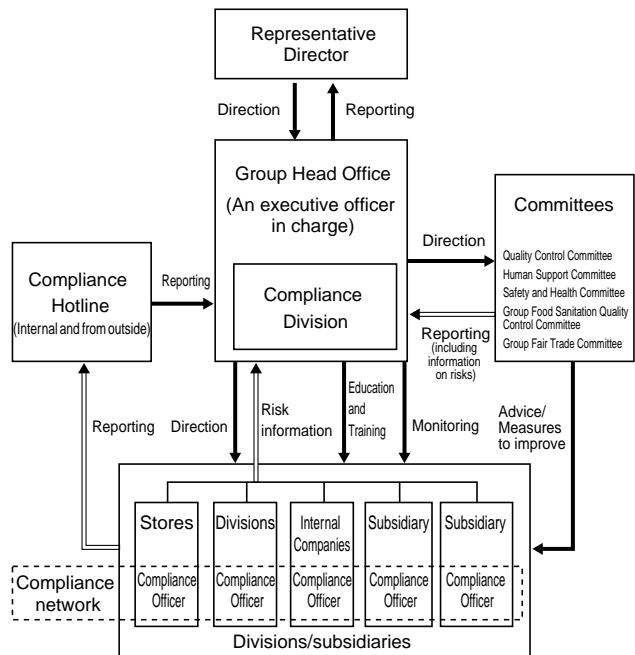 Representative
Director
Direction
Reporting
Group Head Office
(An executive officer
in charge)
Compliance
Division
Committees
Quality Control Committee
Human Support Committee
Safety and Health Committee
Group Food Sanitation Quality
Control Committee
Group Fair Trade Committee
Direction
Reporting
(including
information
on risks)
Compliance
Hotline
(Internal and from outside)
Reporting
Reporting
Direction
Risk
information
Education
and
Training
Monitoring
Advice/
Measures
to improve
Stores
Divisions
Internal
Companies
Subsidiary
Subsidiary
Compliance
network
Compliance
Officer
Compliance
Officer
Compliance
Officer
Compliance
Officer
Compliance
Officer
Divisions/subsidiaries